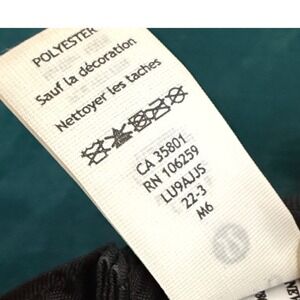 POLYESTER
Sauf la décoration
Nettoyer les taches
CA 35801
RN 106259
LU9AJJS
22-3
M6